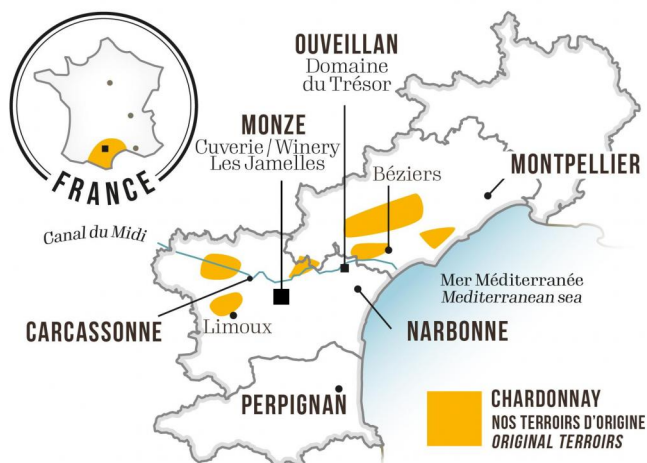 OUVEILLAN
Domaine
du Trésor
MONZE
Cuverie / Winery
Les Jamelles
FRANCE
Béziers
MONTPELLIER
Canal du Midi
Mer Méditerranée
Mediterranean sea
CARCASSONNE
Limoux
NARBONNE
PERPIGNAN
CHARDONNAY
NOS TERROIRS D'ORIGINE
ORIGINAL TERROIRS